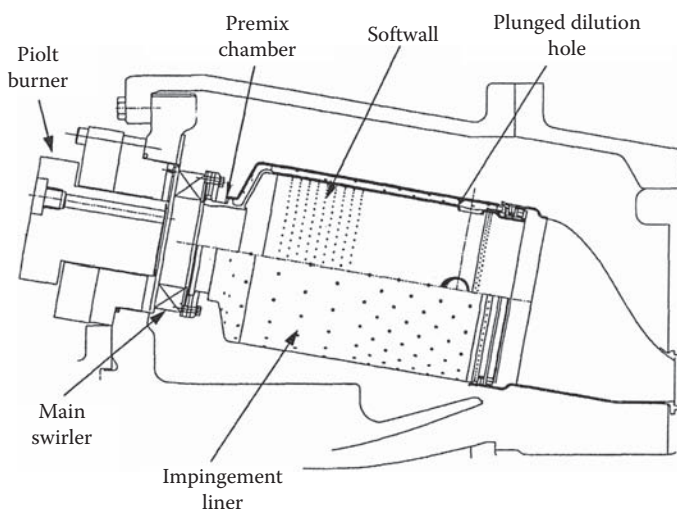 Premix
chamber
Softwall
Plunged dilution
hole
Piolt
burner
Main
swirler
Impingement
liner